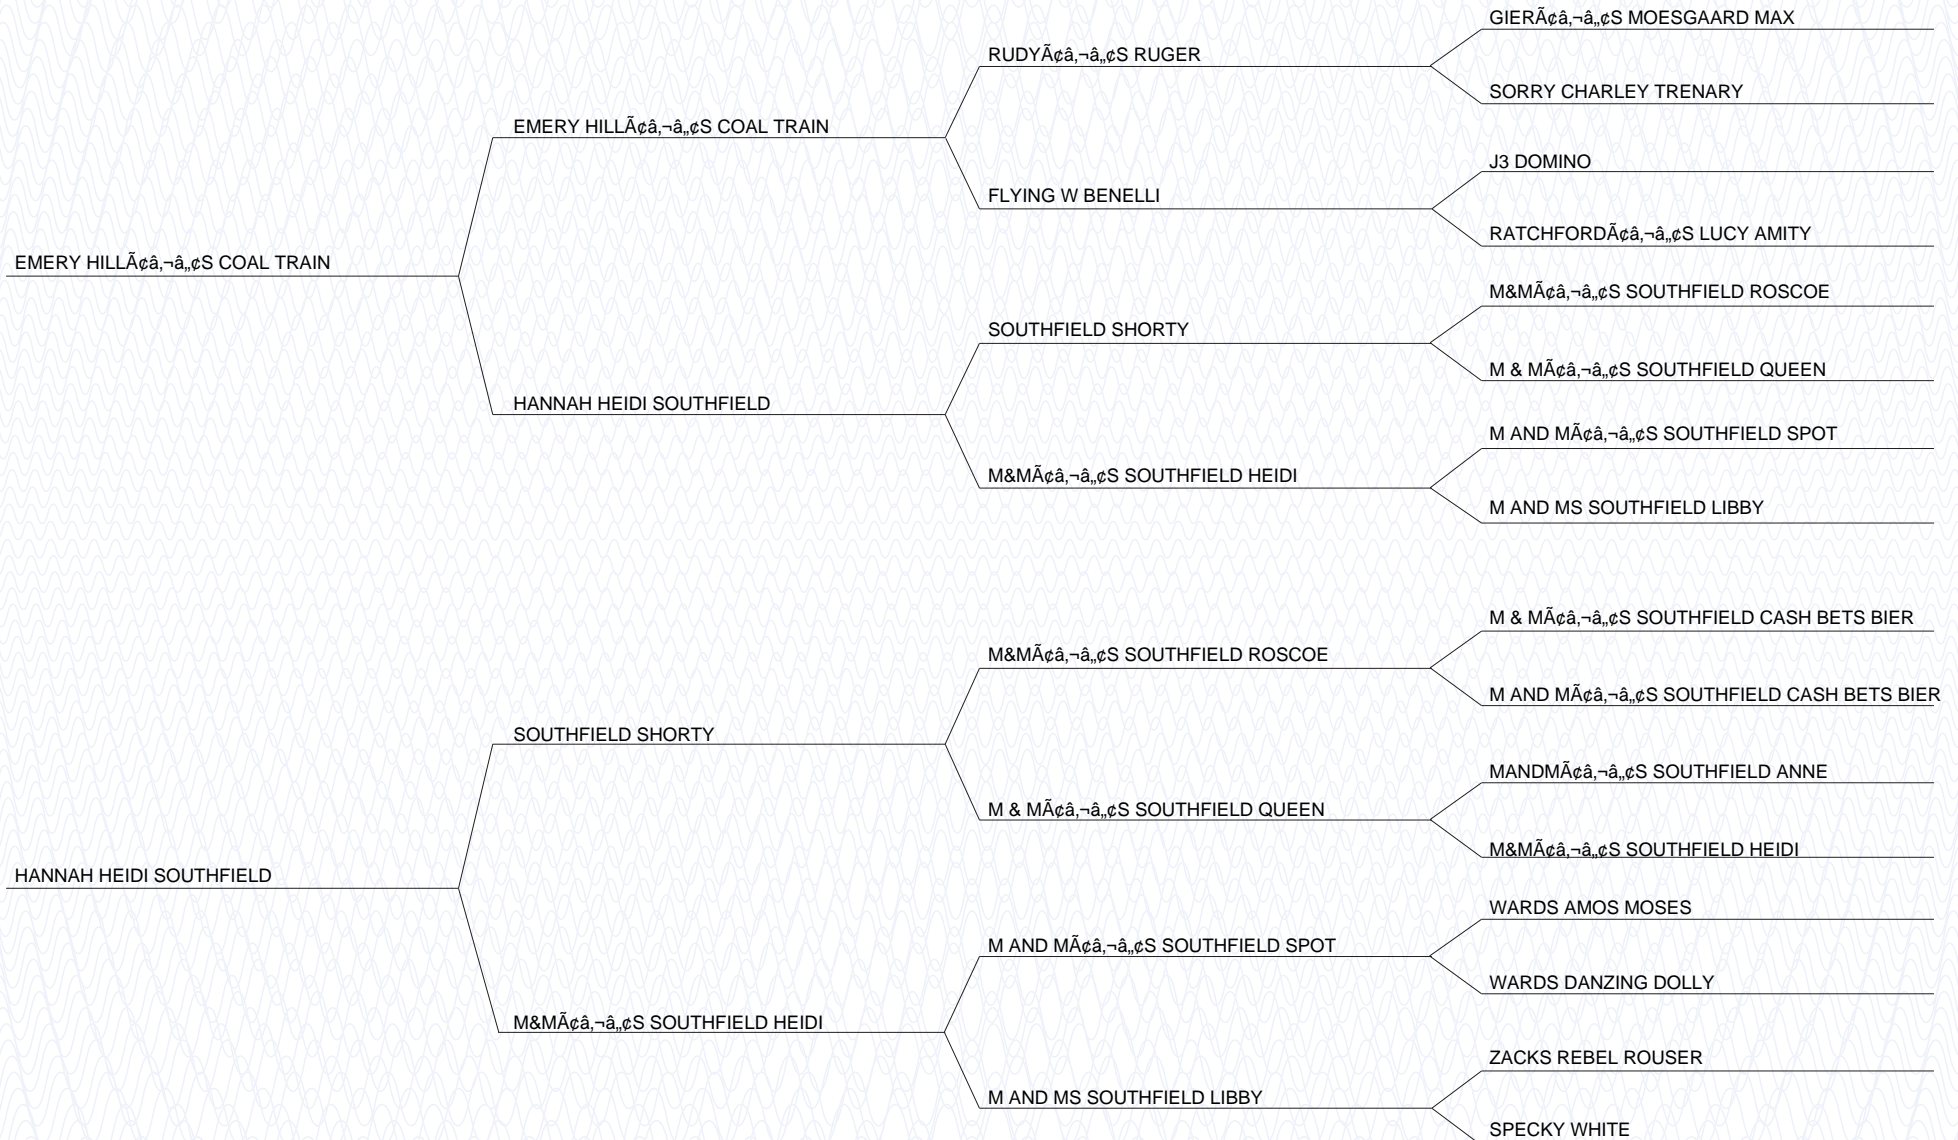 GIERÃ¢â‚¬â„¢S MOESGAARD MAX
RUDYÃ¢â‚¬â„¢S RUGER
SORRY CHARLEY TRENARY
EMERY HILLÃ¢â‚¬â„¢S COAL TRAIN
J3 DOMINO
FLYING W BENELLI
RATCHFORDÃ¢â‚¬â„¢S LUCY AMITY
EMERY HILLÃ¢â‚¬â„¢S COAL TRAIN
M&MÃ¢â‚¬â„¢S SOUTHFIELD ROSCOE
SOUTHFIELD SHORTY
M & MÃ¢â‚¬â„¢S SOUTHFIELD QUEEN
HANNAH HEIDI SOUTHFIELD
M AND MÃ¢â‚¬â„¢S SOUTHFIELD SPOT
M&MÃ¢â‚¬â„¢S SOUTHFIELD HEIDI
M AND MS SOUTHFIELD LIBBY
M & MÃ¢â‚¬â„¢S SOUTHFIELD CASH BETS BIER
M&MÃ¢â‚¬â„¢S SOUTHFIELD ROSCOE
M AND MÃ¢â‚¬â„¢S SOUTHFIELD CASH BETS BIER
SOUTHFIELD SHORTY
MANDMÃ¢â‚¬â„¢S SOUTHFIELD ANNE
M & MÃ¢â‚¬â„¢S SOUTHFIELD QUEEN
M&MÃ¢â‚¬â„¢S SOUTHFIELD HEIDI
HANNAH HEIDI SOUTHFIELD
WARDS AMOS MOSES
M AND MÃ¢â‚¬â„¢S SOUTHFIELD SPOT
WARDS DANZING DOLLY
M&MÃ¢â‚¬â„¢S SOUTHFIELD HEIDI
ZACKS REBEL ROUSER
M AND MS SOUTHFIELD LIBBY
SPECKY WHITE